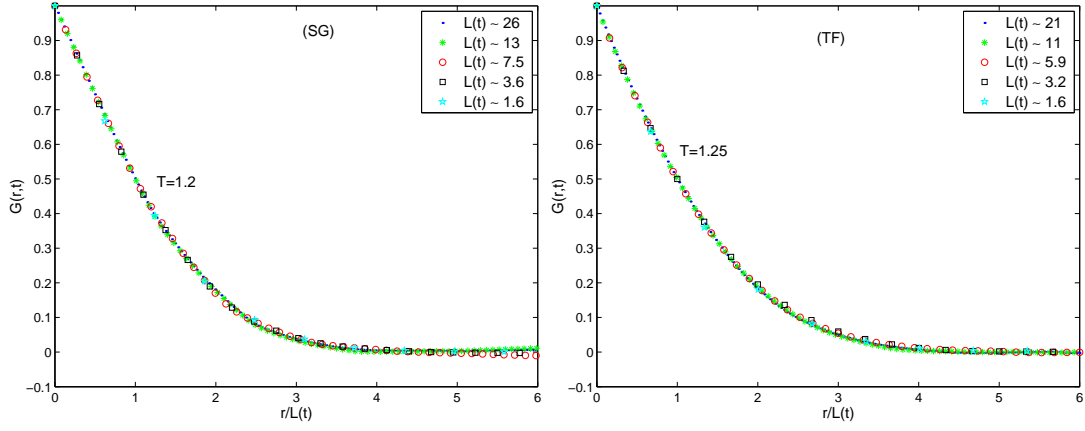 (SG)
L(t) ~ 26
L(t) ~ 13
L(t) ~ 7.5
L(t) ~ 3.6
L(t) ~ 1.6
T=1.2
G(r,t)
0.9
0.8
0.7
0.6
0.5
0.4
0.3
0.2
0.1
0
−0.1
0 1 2 3 4 5 6
r/L(t)
(TF)
L(t) ~ 21
L(t) ~ 11
L(t) ~ 5.9
L(t) ~ 3.2
L(t) ~ 1.6
T=1.25
G(r,t)
0.9
0.8
0.7
0.6
0.5
0.4
0.3
0.2
0.1
0
−0.1
0 1 2 3 4 5 6
r/L(t)